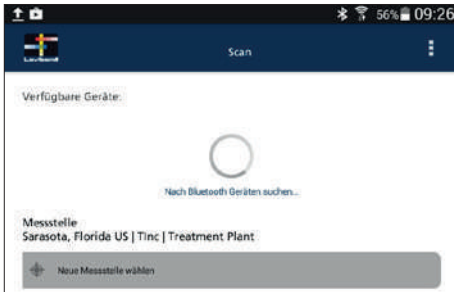 56% 09:26
Lovibond
Scan
Verfügbare Geräte:
Nach Bluetooth Geräten suchen...
Messstelle
Sarasota, Florida US | TInc | Treatment Plant
Neue Messstelle wählen